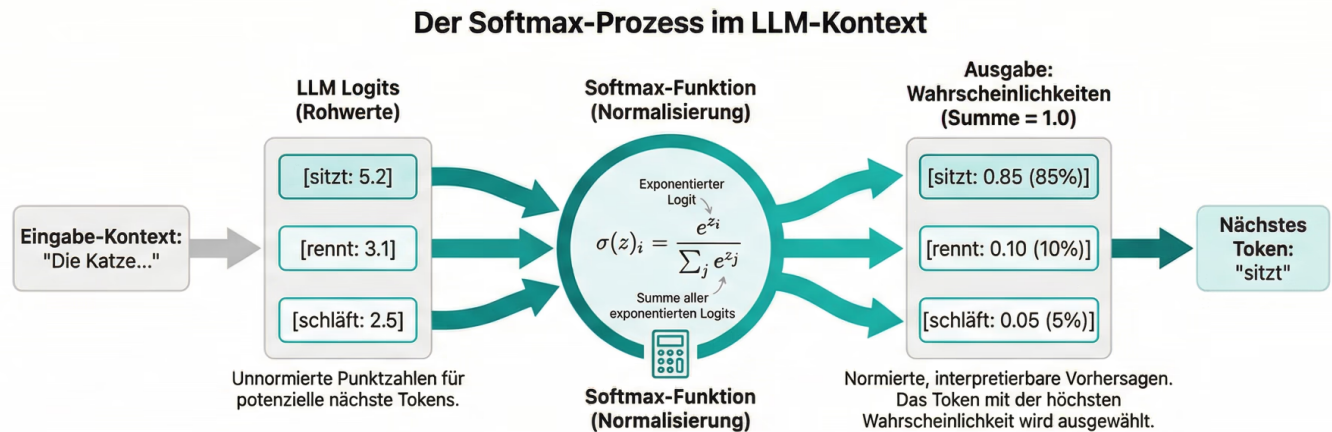 Der Softmax-Prozess im LLM-Kontext
Eingabe-Kontext:
"Die Katze..."
LLM Logits
(Rohwerte)
[sitzt: 5.2]
[rennt: 3.1]
[schläft: 2.5]
Unnormierte Punktzahlen für
potenzielle nächste Tokens.
Softmax-Funktion
(Normalisierung)
Exponentierter
Logit
σ(z)ᵢ = e^{z_i} / ∑_j e^{z_j}
Summe aller
exponentierten Logits
Softmax-Funktion
(Normalisierung)
Ausgabe:
Wahrscheinlichkeiten
(Summe = 1.0)
[sitzt: 0.85 (85%)]
[rennt: 0.10 (10%)]
[schläft: 0.05 (5%)]
Normierte, interpretierbare Vorhersagen.
Das Token mit der höchsten
Wahrscheinlichkeit wird ausgewählt.
Nächstes
Token:
"sitzt"